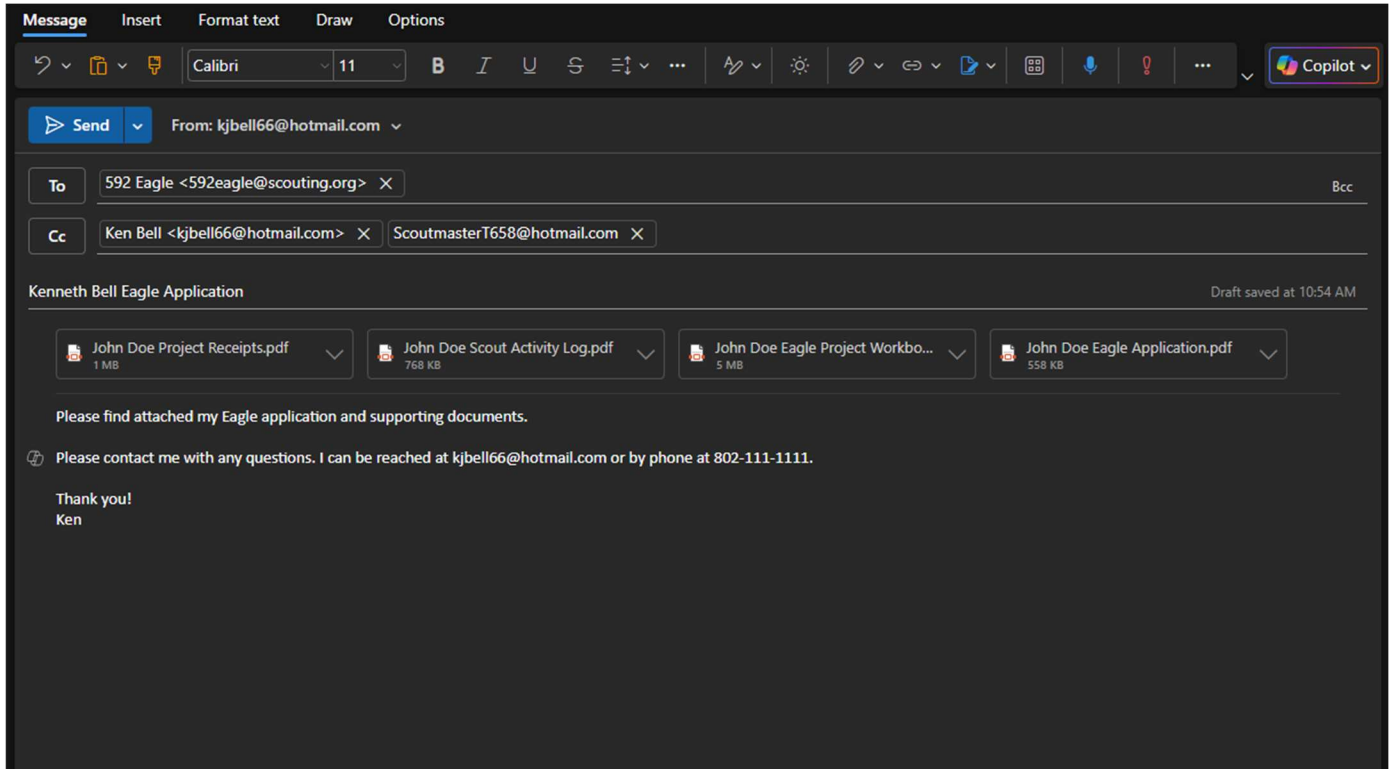 Message Insert Format text Draw Options
Calibri 11 B I U S Copilot
Send From: kjbell66@hotmail.com
To 592 Eagle <592eagle@scouting.org> Bcc
Cc Ken Bell <kjbell66@hotmail.com> ScoutmasterT658@hotmail.com
Kenneth Bell Eagle Application Draft saved at 10:54 AM
John Doe Project Receipts.pdf John Doe Scout Activity Log.pdf John Doe Eagle Project Workbo... John Doe Eagle Application.pdf
1 MB 768 KB 5 MB 558 KB
Please find attached my Eagle application and supporting documents.
Please contact me with any questions. I can be reached at kjbell66@hotmail.com or by phone at 802-111-1111.
Thank you!
Ken